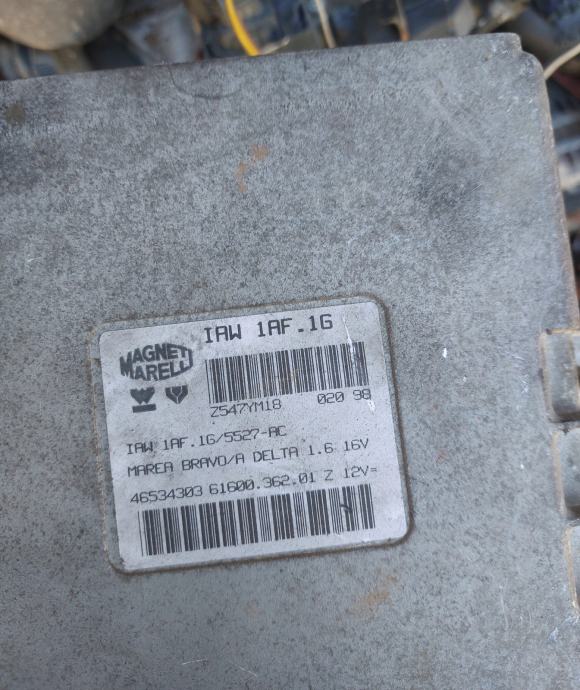 IAW 1AF.1G
MAGNETI
MARELLI
Z547YM18 020 98
IAW 1AF.1G/5527-AC
MAREA BRAVO/A DELTA 1.6 16V
46534303 61600.362.01 Z 12V=